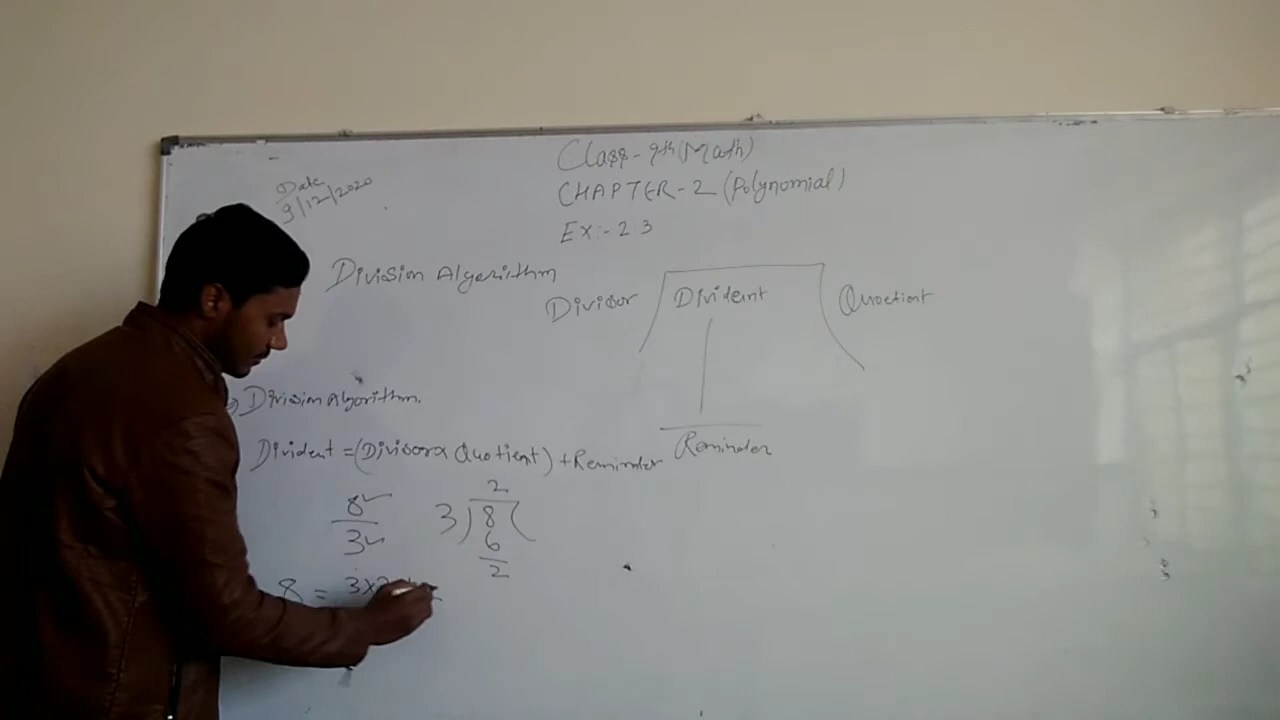 Date
9/12/2020
Class-9th(Math)
CHAPTER-2 (Polynomial)
Ex:-2.3
Division Algorithm
Divisor Divident Quotient
Reminder
Division Algorithm.
Divident = (Divisor x Quotient) + Reminder
8
3
2
3) 8 (
6
2
8 = 3x